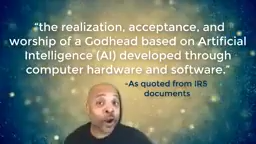 “the realization, acceptance, and
worship of a Godhead based on Artificial
Intelligence (AI) developed through
computer hardware and software.”
-As quoted from IRS
documents